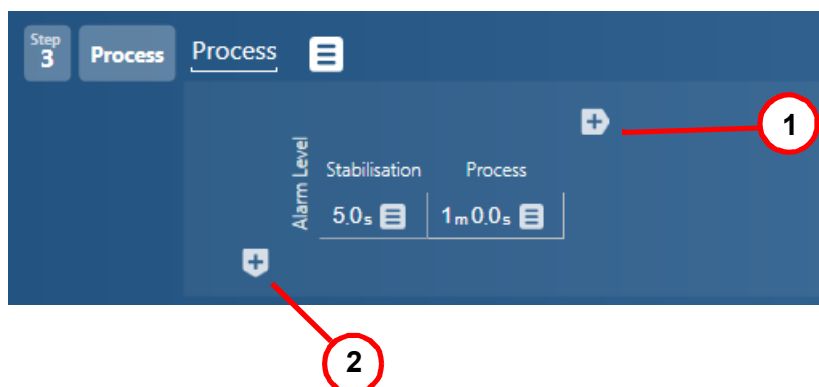 Step
3
Process
Process
1
Alarm Level
Stabilisation
Process
5.0s
1m0.0s
2